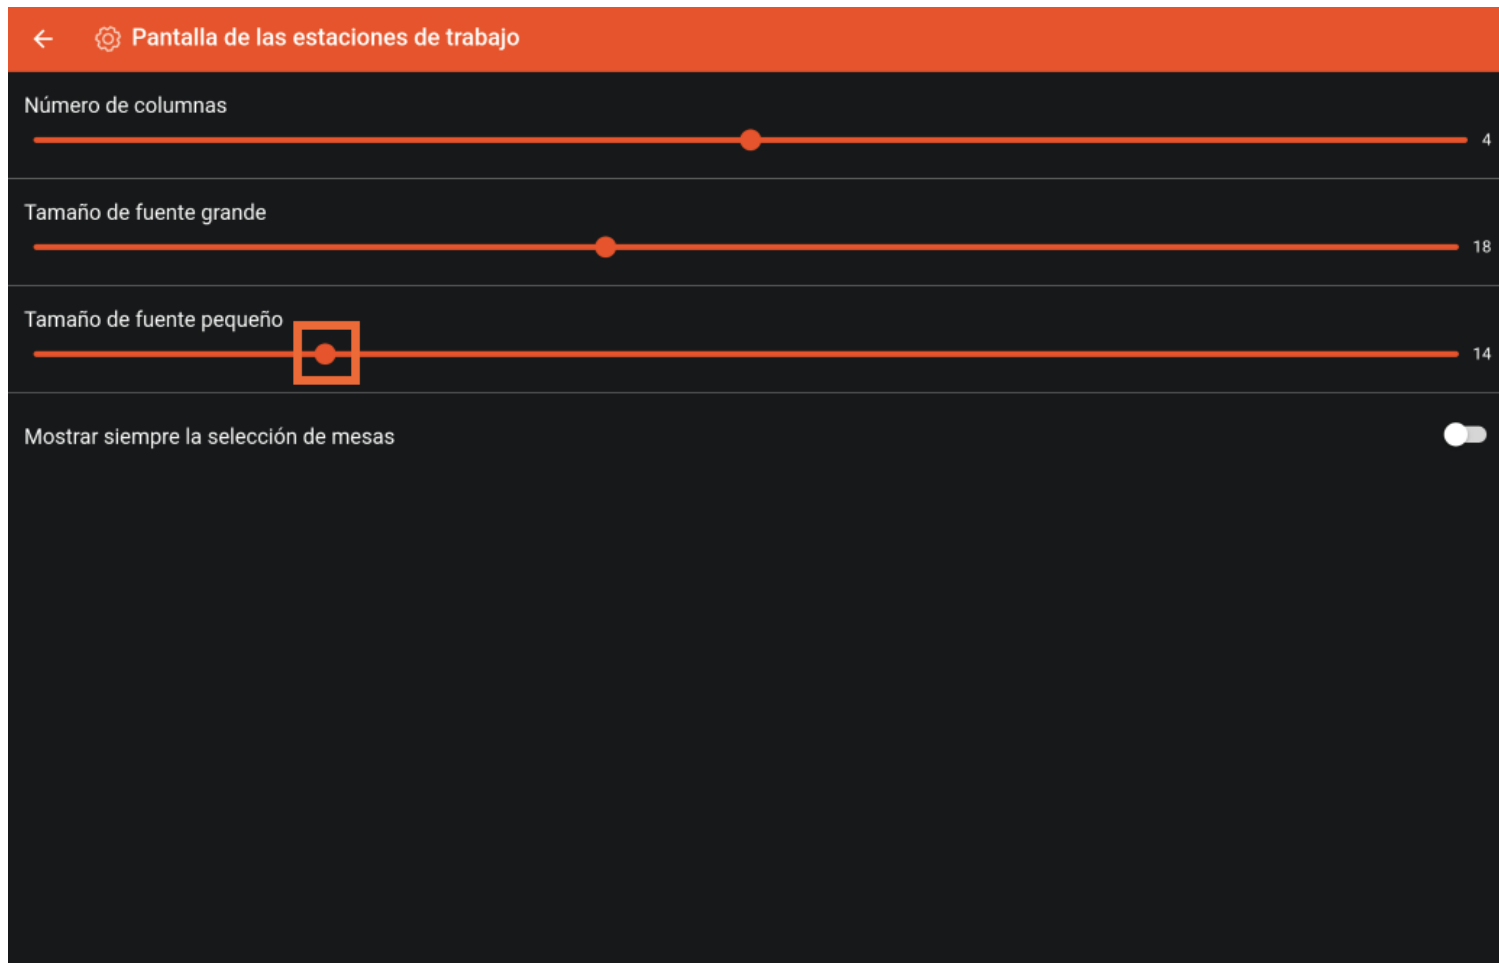 Pantalla de las estaciones de trabajo
Número de columnas
4
Tamaño de fuente grande
18
Tamaño de fuente pequeño
14
Mostrar siempre la selección de mesas